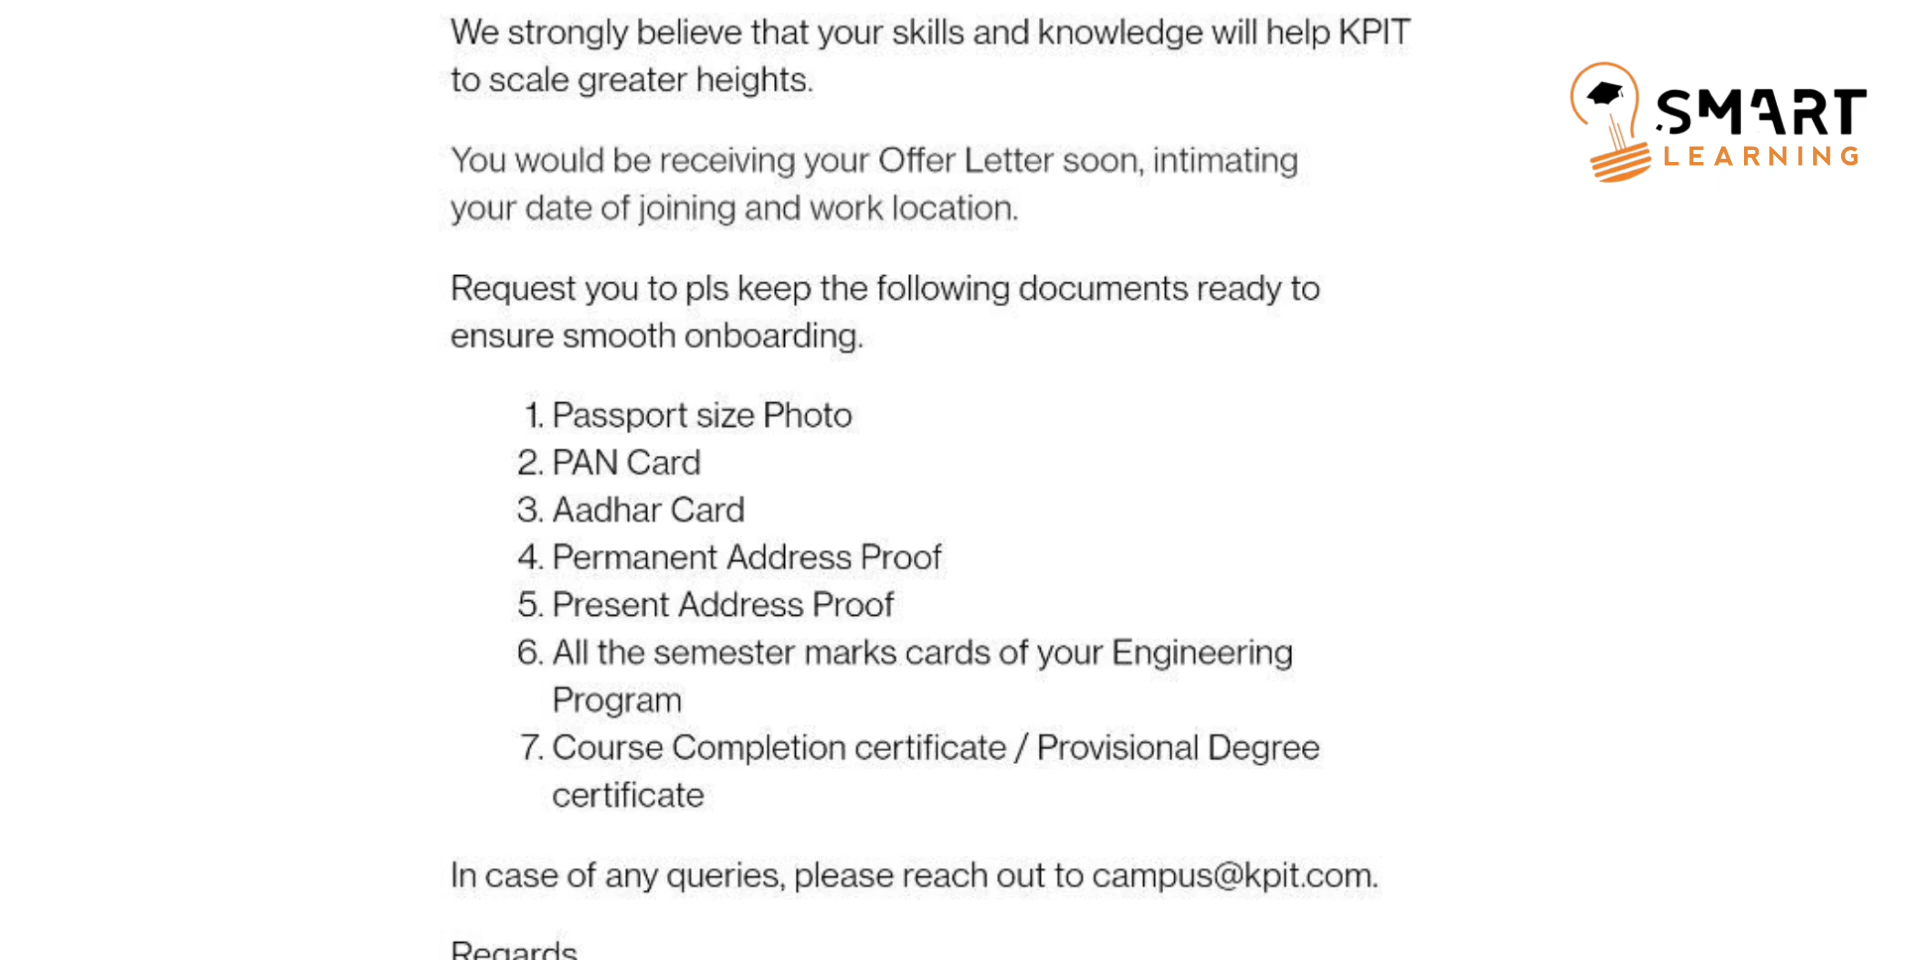 We strongly believe that your skills and knowledge will help KPIT
to scale greater heights.
You would be receiving your Offer Letter soon, intimating
your date of joining and work location.
Request you to pls keep the following documents ready to
ensure smooth onboarding.
1. Passport size Photo
2. PAN Card
3. Aadhar Card
4. Permanent Address Proof
5. Present Address Proof
6. All the semester marks cards of your Engineering
Program
7. Course Completion certificate / Provisional Degree
certificate
In case of any queries, please reach out to campus@kpit.com.
Regards
SMART
LEARNING